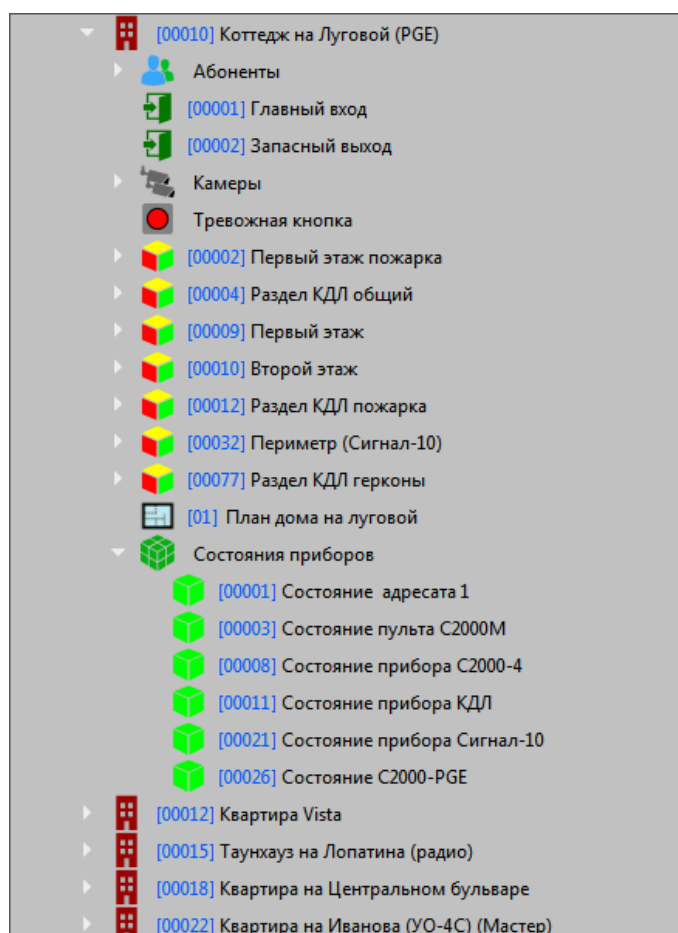 [00010] Коттедж на Луговой (PGE)
Абоненты
[00001] Главный вход
[00002] Запасный выход
Камеры
Тревожная кнопка
[00002] Первый этаж пожарка
[00004] Раздел КДЛ общий
[00009] Первый этаж
[00010] Второй этаж
[00012] Раздел КДЛ пожарка
[00032] Периметр (Сигнал-10)
[00077] Раздел КДЛ герконы
[01] План дома на луговой
Состояния приборов
[00001] Состояние адресата 1
[00003] Состояние пульта С2000М
[00008] Состояние прибора С2000-4
[00011] Состояние прибора КДЛ
[00021] Состояние прибора Сигнал-10
[00026] Состояние С2000-PGE
[00012] Квартира Vista
[00015] Таунхауз на Лопатина (радио)
[00018] Квартира на Центральном бульваре
[00022] Квартира на Иванова (УО-4С) (Мастер)